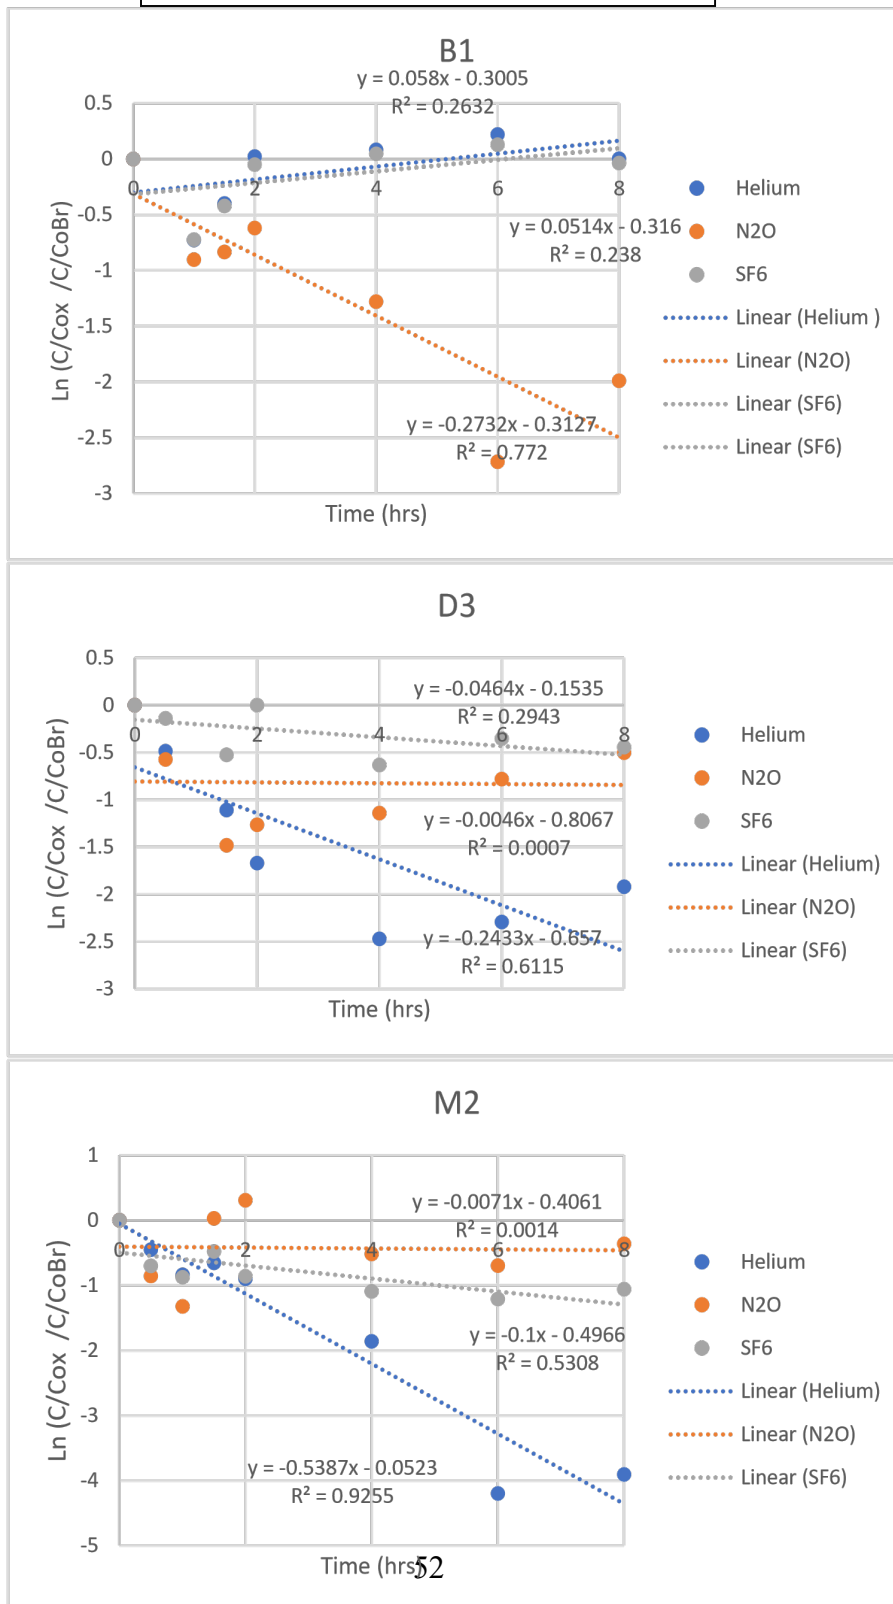 B1
y = 0.058x - 0.3005
R² = 0.2632
0.5
0
-0.5
-1
-1.5
-2
-2.5
-3
0 2 4 6 8
y = 0.0514x - 0.316
R² = 0.238
y = -0.2732x - 0.3127
R² = 0.772
Ln (C/Cox /C/CoBr)
Time (hrs)
Helium
N2O
SF6
Linear (Helium )
Linear (N2O)
Linear (SF6)
Linear (SF6)
D3
0.5
0
-0.5
-1
-1.5
-2
-2.5
-3
0 2 4 6 8
y = -0.0464x - 0.1535
R² = 0.2943
y = -0.0046x - 0.8067
R² = 0.0007
y = -0.2433x - 0.657
R² = 0.6115
Ln (C/Cox /C/CoBr)
Time (hrs)
Helium
N2O
SF6
Linear (Helium)
Linear (N2O)
Linear (SF6)
M2
1
0
-1
-2
-3
-4
-5
0 2 4 6 8
y = -0.0071x - 0.4061
R² = 0.0014
y = -0.1x - 0.4966
R² = 0.5308
y = -0.5387x - 0.0523
R² = 0.9255
Ln (C/Cox /C/CoBr)
Time (hrs)
Helium
N2O
SF6
Linear (Helium)
Linear (N2O)
Linear (SF6)
52